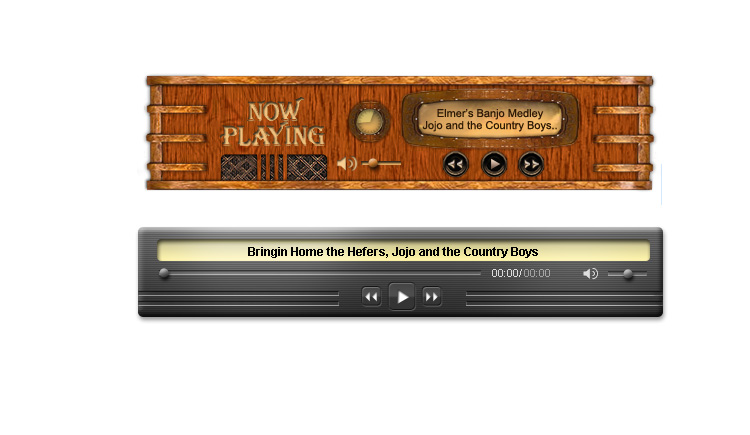 NOW
PLAYING
Elmer's Banjo Medley
Jojo and the Country Boys..
Bringin Home the Hefers, Jojo and the Country Boys
00:00/00:00